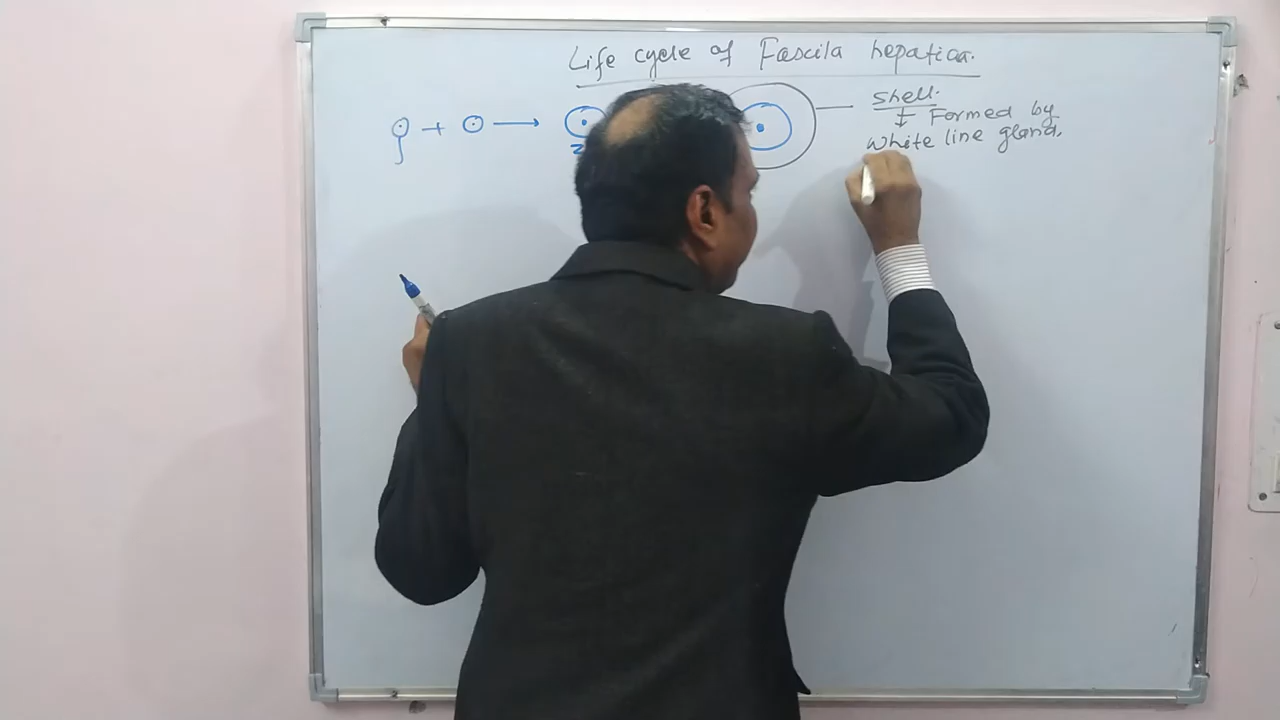 Life cycle of Fascila hepatica.
Shell.
Formed by
White line gland.